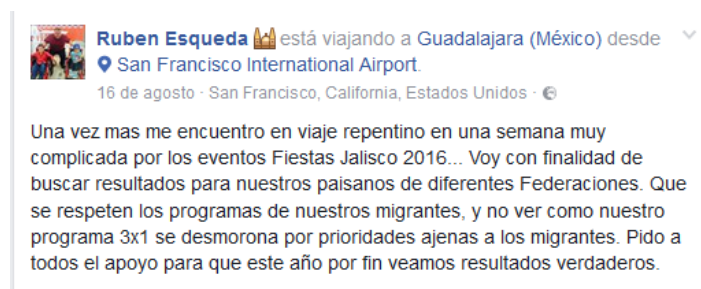 Ruben Esqueda está viajando a Guadalajara (México) desde
San Francisco International Airport.
16 de agosto · San Francisco, California, Estados Unidos ·
Una vez mas me encuentro en viaje repentino en una semana muy
complicada por los eventos Fiestas Jalisco 2016... Voy con finalidad de
buscar resultados para nuestros paisanos de diferentes Federaciones. Que
se respeten los programas de nuestros migrantes, y no ver como nuestro
programa 3x1 se desmorona por prioridades ajenas a los migrantes. Pido a
todos el apoyo para que este año por fin veamos resultados verdaderos.